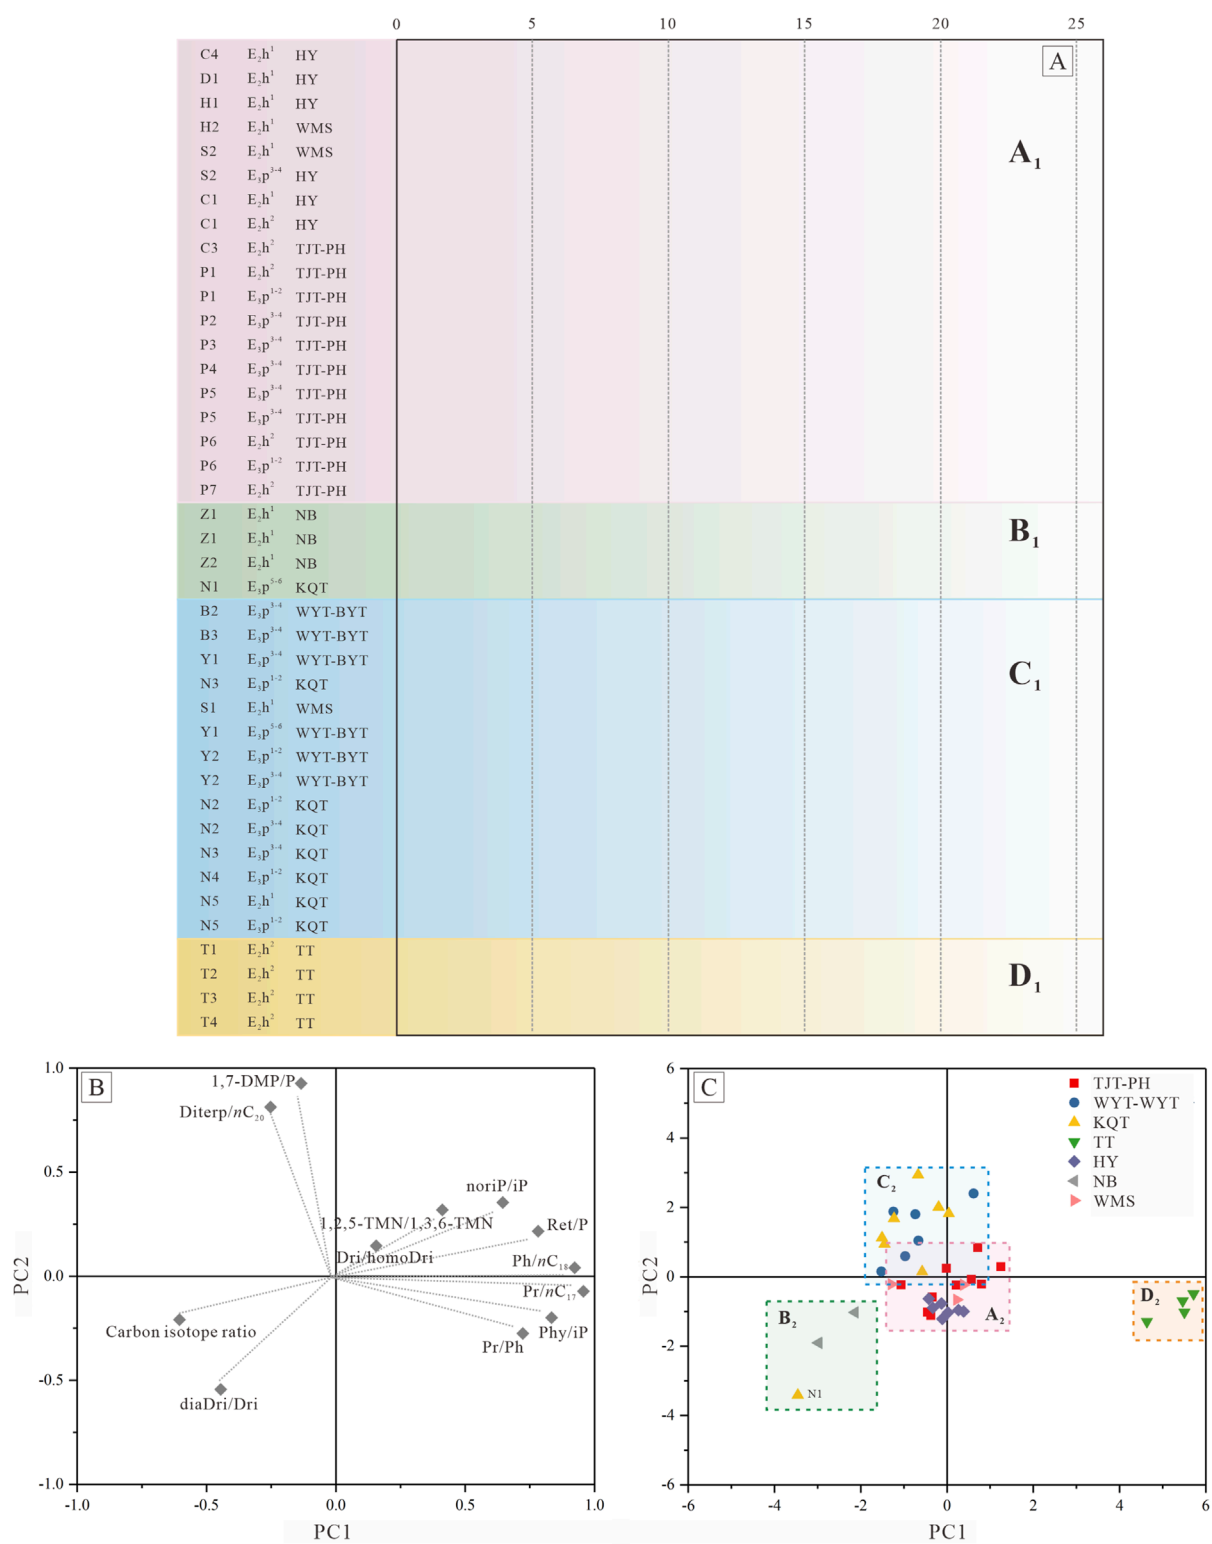 0 5 10 15 20 25
A
C4 E₂h¹ HY
D1 E₂h¹ HY
H1 E₂h¹ HY
H2 E₂h¹ WMS
S2 E₂h¹ WMS
S2 E₃p³⁻⁴ HY
C1 E₂h¹ HY
C1 E₂h² HY
C3 E₂h² TJT-PH
P1 E₂h² TJT-PH
P1 E₃p¹⁻² TJT-PH
P2 E₃p³⁻⁴ TJT-PH
P3 E₃p³⁻⁴ TJT-PH
P4 E₃p³⁻⁴ TJT-PH
P5 E₃p³⁻⁴ TJT-PH
P5 E₃p³⁻⁴ TJT-PH
P6 E₂h² TJT-PH
P6 E₃p¹⁻² TJT-PH
P7 E₂h² TJT-PH
A₁
Z1 E₂h¹ NB
Z1 E₂h¹ NB
Z2 E₂h¹ NB
N1 E₃p⁵⁻⁶ KQT
B₁
B2 E₃p³⁻⁴ WYT-BYT
B3 E₃p³⁻⁴ WYT-BYT
Y1 E₃p³⁻⁴ WYT-BYT
N3 E₃p¹⁻² KQT
S1 E₂h¹ WMS
Y1 E₃p⁵⁻⁶ WYT-BYT
Y2 E₃p¹⁻² WYT-BYT
Y2 E₃p³⁻⁴ WYT-BYT
N2 E₃p¹⁻² KQT
N2 E₃p³⁻⁴ KQT
N3 E₃p³⁻⁴ KQT
N4 E₃p¹⁻² KQT
N5 E₂h¹ KQT
N5 E₃p¹⁻² KQT
C₁
T1 E₂h² TT
T2 E₂h² TT
T3 E₂h² TT
T4 E₂h² TT
D₁
B
1.0
0.5
0.0
-0.5
-1.0
PC2
1,7-DMP/P
Diterp/nC₂₀
noriP/iP
1,2,5-TMN/1,3,6-TMN
Ret/P
Dri/homoDri
Ph/nC₁₈
Pr/nC₁₇
Carbon isotope ratio
Phy/iP
Pr/Ph
diaDri/Dri
-1.0 -0.5 0.0 0.5 1.0
PC1
C
6
4
2
0
-2
-4
-6
PC2
TJT-PH
WYT-WYT
KQT
TT
HY
NB
WMS
C₂
D₂
B₂
A₂
N1
-6 -4 -2 0 2 4 6
PC1